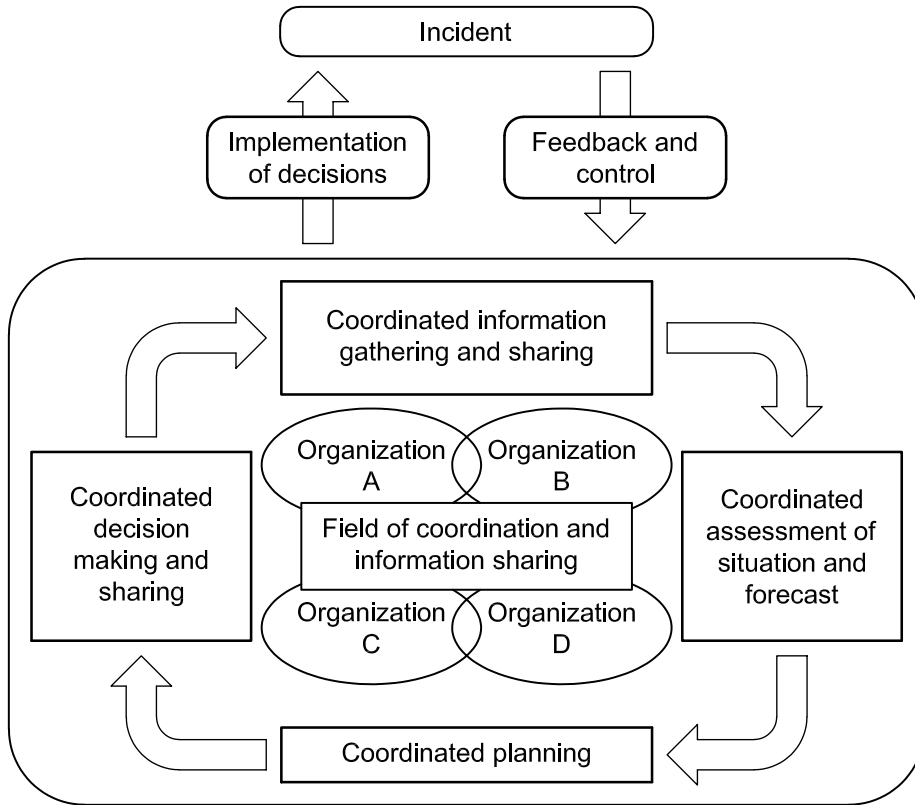 Incident
Implementation
of decisions
Feedback and
control
Coordinated information
gathering and sharing
Organization
A
Organization
B
Coordinated
decision
making and
sharing
Field of coordination and
information sharing
Coordinated
assessment of
situation and
forecast
Organization
C
Organization
D
Coordinated planning